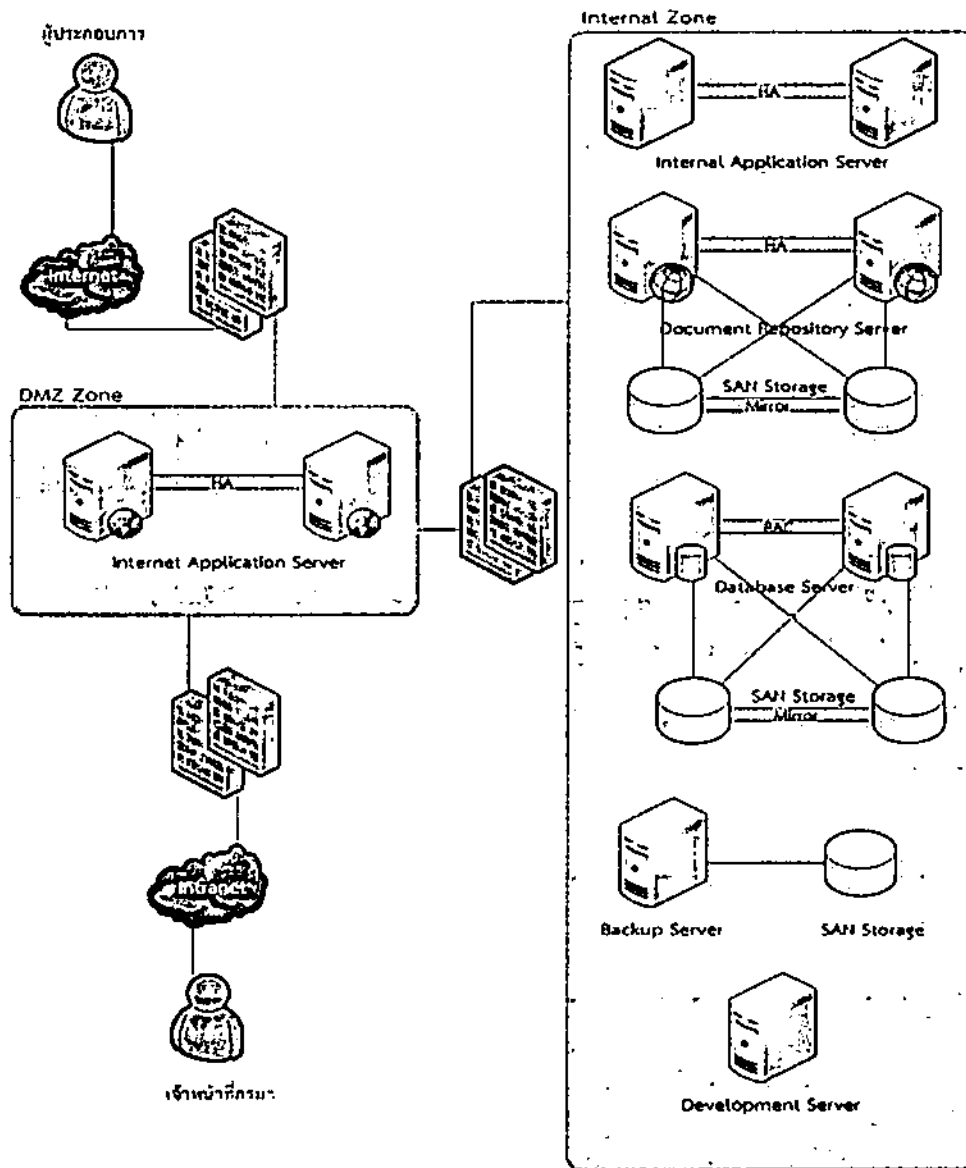 ผู้ประกอบการ
Internet
DMZ Zone
HA
Internet Application Server
Intranet
เจ้าหน้าที่กรมฯ
Internal Zone
HA
Internal Application Server
HA
Document Repository Server
SAN Storage
Mirror
RAC
Database Server
SAN Storage
Mirror
Backup Server
SAN Storage
Development Server